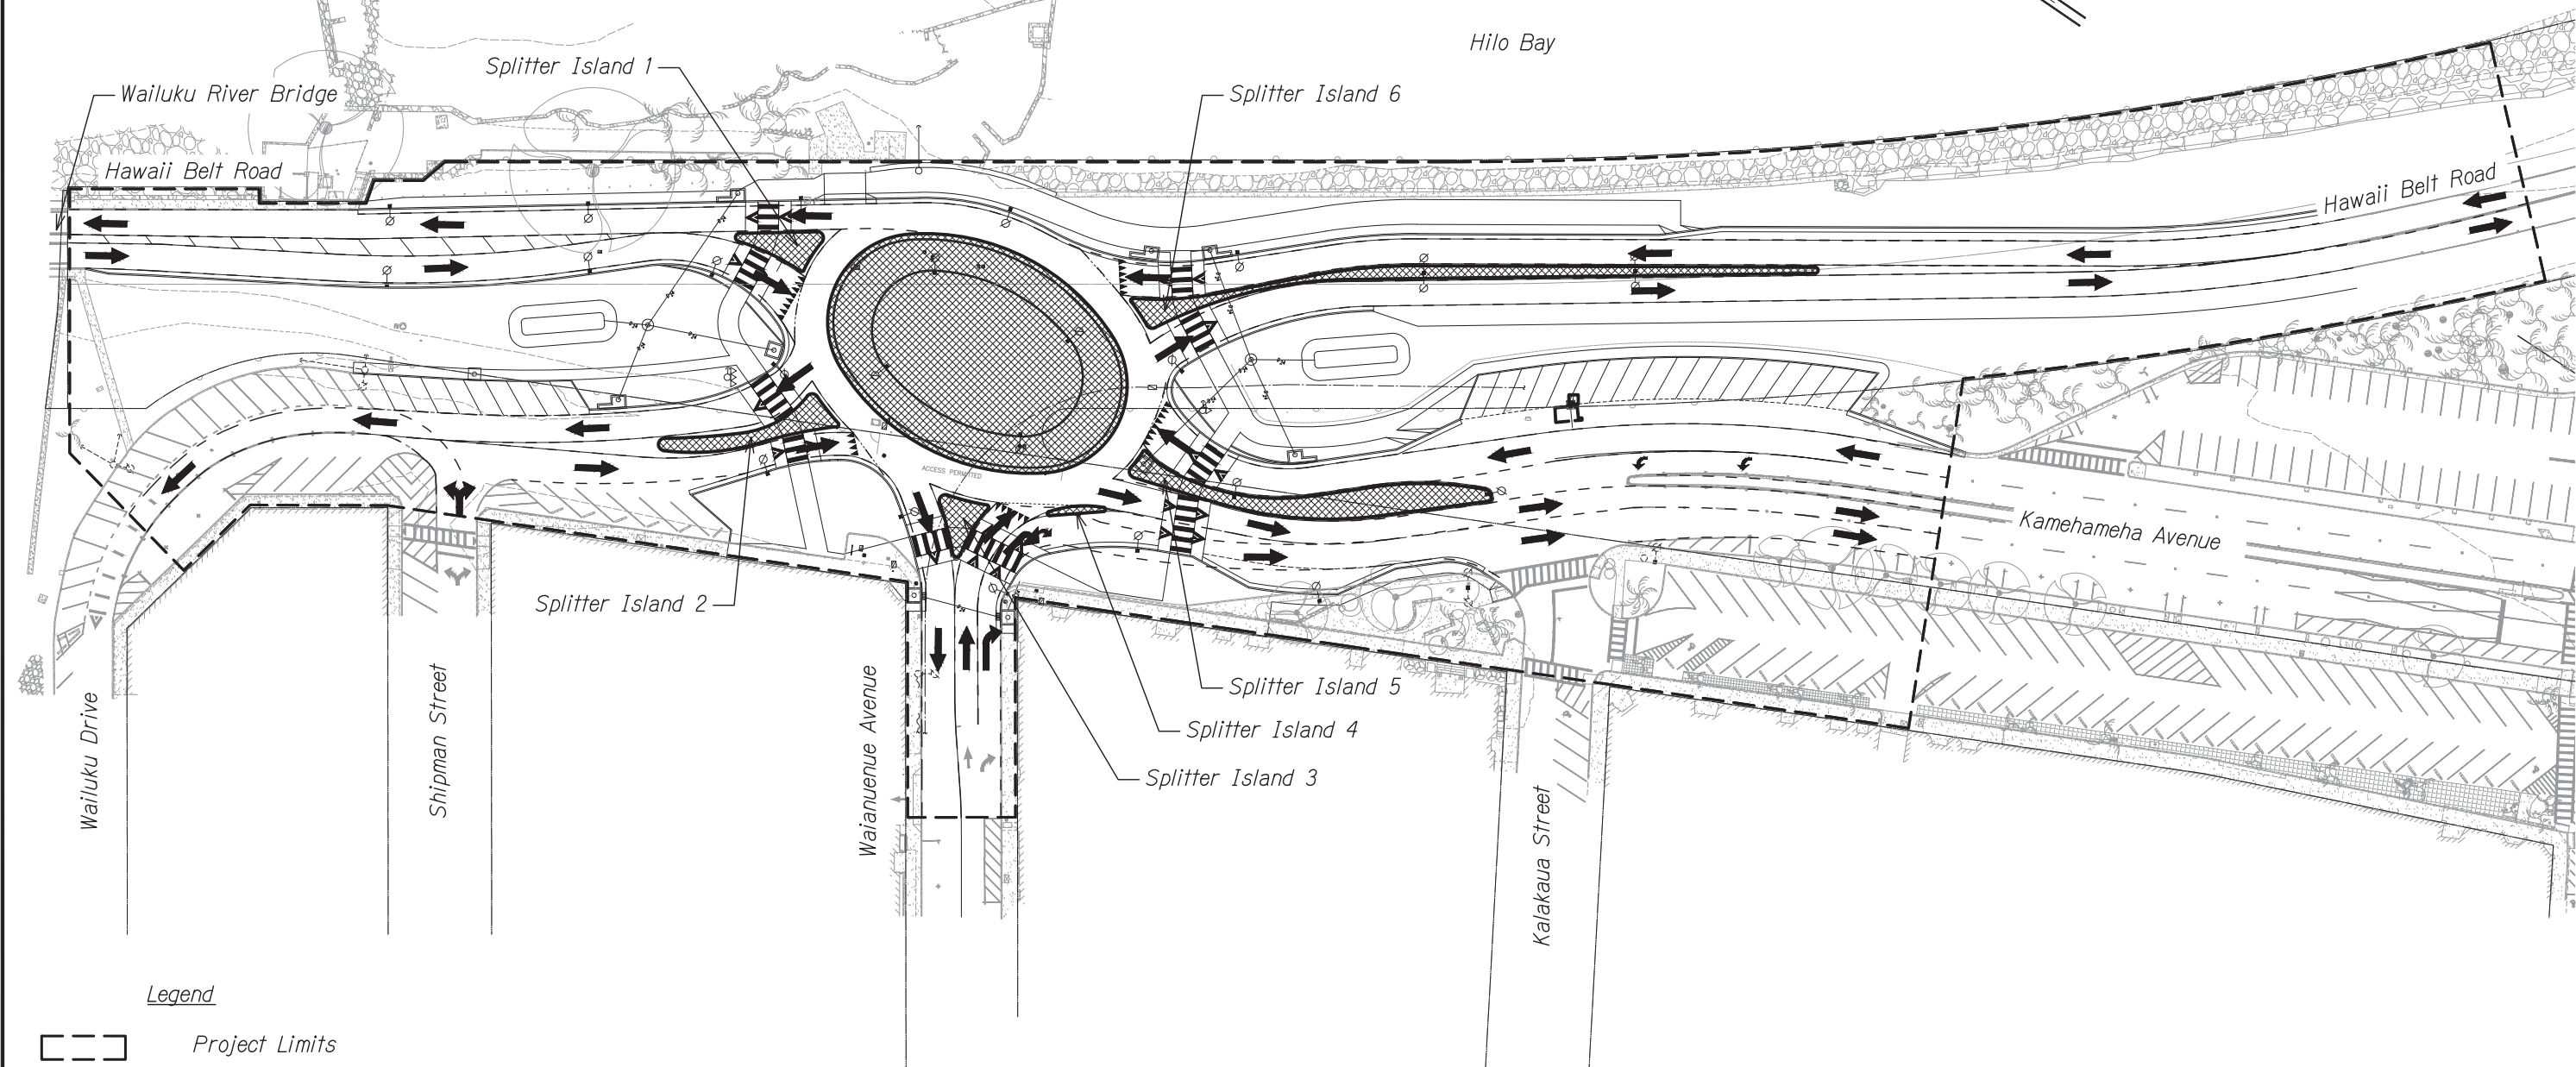 Hilo Bay
Splitter Island 1
Wailuku River Bridge
Splitter Island 6
Hawaii Belt Road
Hawaii Belt Road
ACCESS PERMITTED
Kamehameha Avenue
Splitter Island 2
Splitter Island 5
Splitter Island 4
Splitter Island 3
Wailuku Drive
Shipman Street
Waianuenue Avenue
Kalakaua Street
Legend
Project Limits